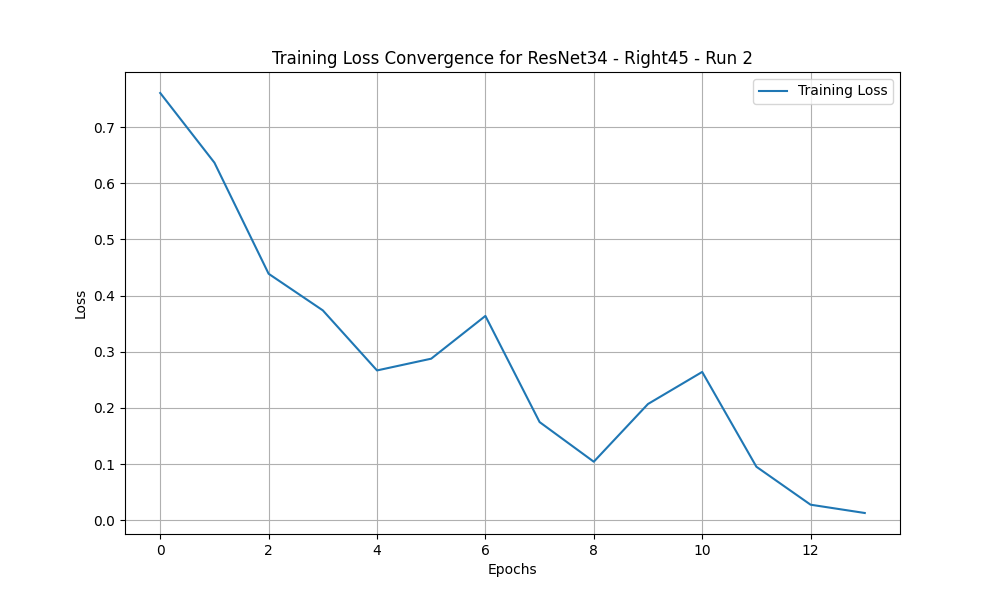 Training Loss Convergence for ResNet34 - Right45 - Run 2
Training Loss
0.7
0.6
0.5
0.4
0.3
0.2
0.1
0.0
Loss
0 2 4 6 8 10 12
Epochs